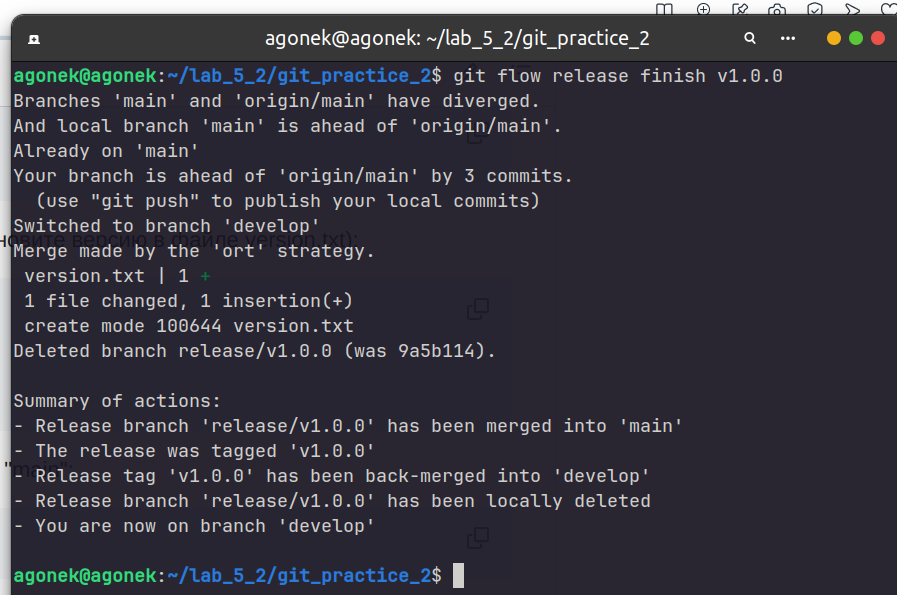 agonek@agonek: ~/lab_5_2/git_practice_2
agonek@agonek:~/lab_5_2/git_practice_2$ git flow release finish v1.0.0
Branches 'main' and 'origin/main' have diverged.
And local branch 'main' is ahead of 'origin/main'.
Already on 'main'
Your branch is ahead of 'origin/main' by 3 commits.
  (use "git push" to publish your local commits)
Switched to branch 'develop'
новите версию в файле version.txt):
Merge made by the 'ort' strategy.
 version.txt | 1 +
 1 file changed, 1 insertion(+)
 create mode 100644 version.txt
Deleted branch release/v1.0.0 (was 9a5b114).
Summary of actions:
- Release branch 'release/v1.0.0' has been merged into 'main'
- The release was tagged 'v1.0.0'
"main":
- Release tag 'v1.0.0' has been back-merged into 'develop'
- Release branch 'release/v1.0.0' has been locally deleted
- You are now on branch 'develop'
agonek@agonek:~/lab_5_2/git_practice_2$